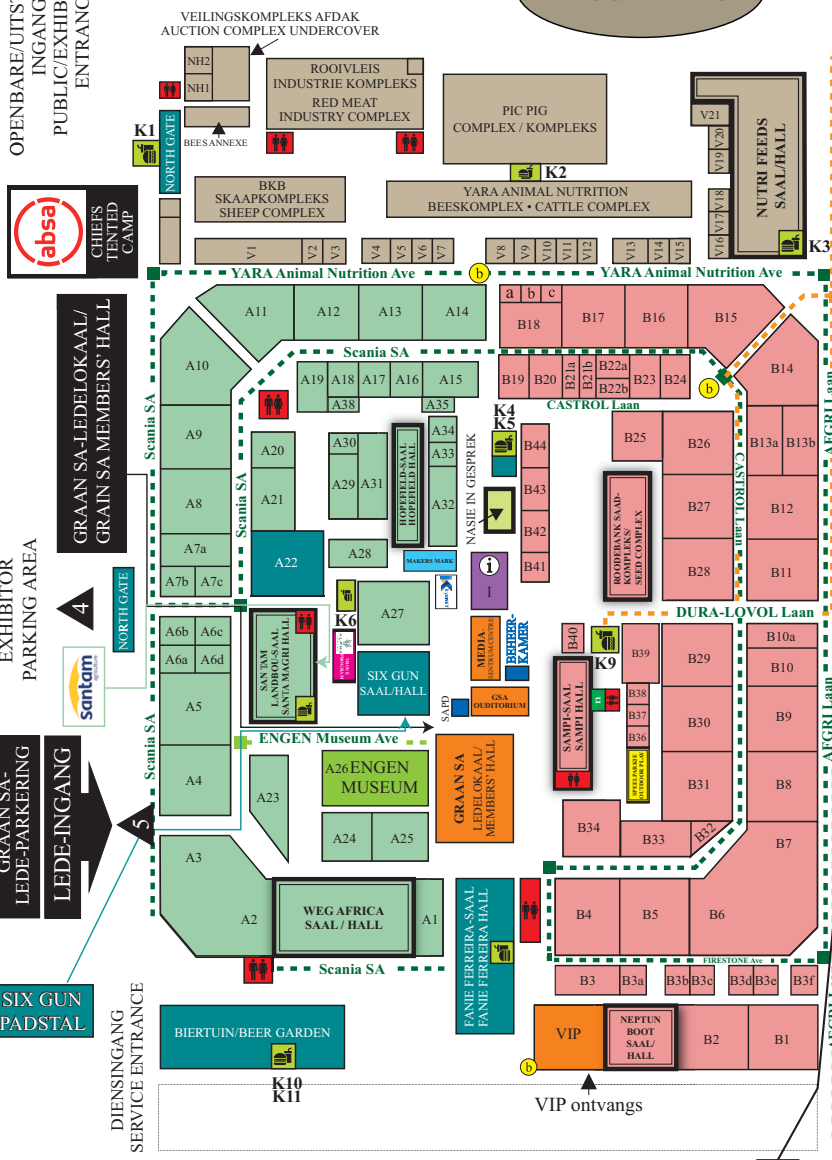 OPENBARE/UITST
INGANG
PUBLIC/EXHIB
ENTRANC
VEILINGSKOMPLEKS AFDAK
AUCTION COMPLEX UNDERCOVER
NH2
NH1
BEES ANNEXE
ROOIVLEIS
INDUSTRIE KOMPLEKS
RED MEAT
INDUSTRY COMPLEX
PIC PIG
COMPLEX / KOMPLEKS
K1
NORTH GATE
K2
BKB
SKAAPKOMPLEKS
SHEEP COMPLEX
YARA ANIMAL NUTRITION
BEESKOMPLEK • CATTLE COMPLEX
NUTRI FEEDS
SAAL/HALL
K3
V21
V20
V19
V18
V17
V16
absa
CHIEFS
TENTED
CAMP
V1
V2
V3
V4
V5
V6
V7
V8
V9
V10
V11
V12
V13
V14
V15
YARA Animal Nutrition Ave
b
YARA Animal Nutrition Ave
GRAAN SA-LEDELOKAAL/
GRAIN SA MEMBERS' HALL
A11
A12
A13
A14
a
b
c
B18
B17
B16
B15
Scania SA
A10
A19
A18
A17
A16
A15
A38
A35
B19
B20
B21a
B21b
B22a
B22b
B23
B24
b
B14
CASTROL Laan
AFGRI Laan
Scania SA
A9
A8
A7a
A7b
A7c
Scania SA
A20
A21
A22
A30
A29
A31
A28
HOPEFIELD-SAAL
HOPEFIELD HALL
A34
A33
A32
K4
K5
NASIE IN GESPREK
B44
B43
B42
B41
B25
B26
B27
B28
ROODEBANK SAAD-
KOMPLEKS/
SEED COMPLEX
CASTROL Laan
B13a
B13b
B12
B11
EXHIBITOR
PARKING AREA
4
NORTH GATE
santam
MAKERS MARK
i
1
K6
A27
DURA-LOVOL Laan
A6b
A6c
A6a
A6d
A5
A4
Scania SA
SANTAM
LANDBOU-SAAL
SANTA MAGRI HALL
SIX GUN
SAAL/HALL
MEDIA
SENTRUM/CENTRE
BEHEER-
KAMER
GSA
OUDITORIUM
SAPD
B40
K9
n
SAMPI-SAAL
SAMPI HALL
B39
B38
B37
B36
SPEELPARKIE
OUTDOOR PLAY
B29
B30
B31
B10a
B10
B9
B8
B7
AFGRI Laan
ENGEN Museum Ave
GRAAN SA-
LEDE-PARKERING
LEDE-INGANG
5
A23
A26 ENGEN
MUSEUM
A24
A25
GRAAN SA
LEDELOKAAL/
MEMBERS' HALL
B34
B33
B32
A3
A2
WEG AFRICA
SAAL / HALL
A1
Scania SA
FANIE FERREIRA-SAAL
FANIE FERREIRA HALL
B4
B5
B6
FIRESTONE Ave
B3
B3a
B3b
B3c
B3d
B3e
B3f
SIX GUN
PADSTAL
DIENSINGANG
SERVICE ENTRANCE
BIERTUIN/BEER GARDEN
K10
K11
VIP
b
NEPTUN
BOOT
SAAL/
HALL
B2
B1
VIP ontvangs